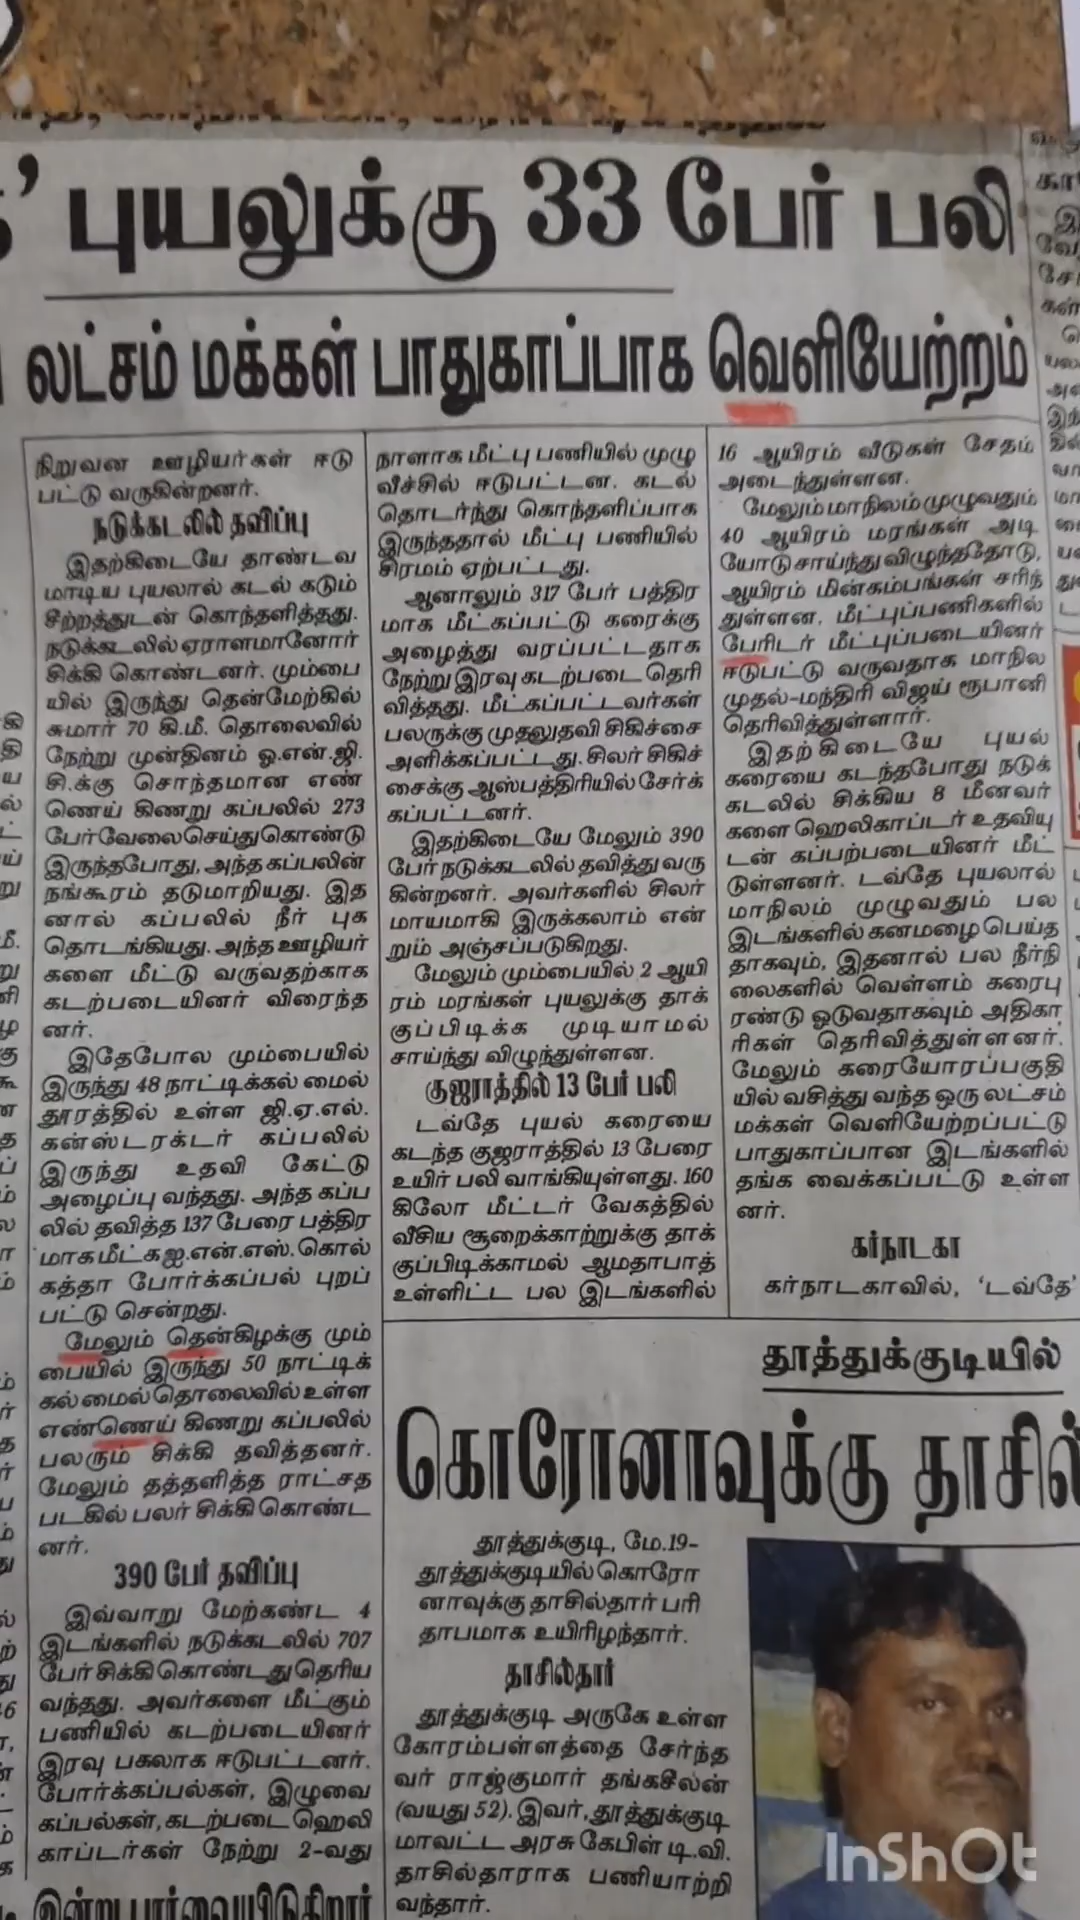 புயலுக்கு 33 பேர் பலி
லட்சம் மக்கள் பாதுகாப்பாக வெளியேற்றம்
நிறுவன ஊழியர்கள் ஈடு
பட்டு வருகின்றனர்.
நடுக்கடலில் தவிப்பு
இதற்கிடையே தாண்டவ
மாடிய புயலால் கடல் கடும்
சீற்றத்துடன் கொந்தளித்தது.
நடுக்கடலில் ஏராளமானோர்
சிக்கி கொண்டனர். மும்பை
யில் இருந்து தென்மேற்கில்
சுமார் 70 கி.மீ. தொலைவில்
நேற்று முன்தினம் ஓ.என்.ஜி.
சி.க்கு சொந்தமான எண்
ணெய் கிணறு கப்பலில் 273
பேர் வேலை செய்து கொண்டு
இருந்தபோது, அந்த கப்பலின்
நங்கூரம் தடுமாறியது. இத
னால் கப்பலில் நீர் புக
தொடங்கியது. அந்த ஊழியர்
களை மீட்டு வருவதற்காக
கடற்படையினர் விரைந்த
னர்.
இதேபோல மும்பையில்
இருந்து 48 நாட்டிக்கல் மைல்
தூரத்தில் உள்ள ஜி.ஏ.எல்.
கன்ஸ்டரக்டர் கப்பலில்
இருந்து உதவி கேட்டு
அழைப்பு வந்தது. அந்த கப்ப
லில் தவித்த 137 பேரை பத்திர
மாக மீட்க ஐ.என்.எஸ். கொல்
கத்தா போர்க்கப்பல் புறப்
பட்டு சென்றது.
மேலும் தென்கிழக்கு மும்
பையில் இருந்து 50 நாட்டிக்
கல் மைல் தொலைவில் உள்ள
எண்ணெய் கிணறு கப்பலில்
பலரும் சிக்கி தவித்தனர்.
மேலும் தத்தளித்த ராட்சத
படகில் பலர் சிக்கி கொண்ட
னர்.
390 பேர் தவிப்பு
இவ்வாறு மேற்கண்ட 4
இடங்களில் நடுக்கடலில் 707
பேர் சிக்கி கொண்டது தெரிய
வந்தது. அவர்களை மீட்கும்
பணியில் கடற்படையினர்
இரவு பகலாக ஈடுபட்டனர்.
போர்க்கப்பல்கள், இழுவை
கப்பல்கள், கடற்படை ஹெலி
காப்டர்கள் நேற்று 2-வது
நாளாக மீட்பு பணியில் முழு
வீச்சில் ஈடுபட்டன. கடல்
தொடர்ந்து கொந்தளிப்பாக
இருந்ததால் மீட்பு பணியில்
சிரமம் ஏற்பட்டது.
ஆனாலும் 317 பேர் பத்திர
மாக மீட்கப்பட்டு கரைக்கு
அழைத்து வரப்பட்டதாக
நேற்று இரவு கடற்படை தெரி
வித்தது. மீட்கப்பட்டவர்கள்
பலருக்கு முதலுதவி சிகிச்சை
அளிக்கப்பட்டது. சிலர் சிகிச்
சைக்கு ஆஸ்பத்திரியில் சேர்க்
கப்பட்டனர்.
இதற்கிடையே மேலும் 390
பேர் நடுக்கடலில் தவித்து வரு
கின்றனர். அவர்களில் சிலர்
மாயமாகி இருக்கலாம் என்
றும் அஞ்சப்படுகிறது.
மேலும் மும்பையில் 2 ஆயி
ரம் மரங்கள் புயலுக்கு தாக்
குப்பிடிக்க முடியாமல்
சாய்ந்து விழுந்துள்ளன.
குஜராத்தில் 13 பேர் பலி
டவ்தே புயல் கரையை
கடந்த குஜராத்தில் 13 பேரை
உயிர் பலி வாங்கியுள்ளது. 160
கிலோ மீட்டர் வேகத்தில்
வீசிய சூறைக்காற்றுக்கு தாக்
குப்பிடிக்காமல் ஆமதாபாத்
உள்ளிட்ட பல இடங்களில்
16 ஆயிரம் வீடுகள் சேதம்
அடைந்துள்ளன.
மேலும் மாநிலம் முழுவதும்
40 ஆயிரம் மரங்கள் அடி
யோடு சாய்ந்து விழுந்ததோடு,
ஆயிரம் மின்கம்பங்கள் சரிந்
துள்ளன. மீட்புப்பணிகளில்
பேரிடர் மீட்புப்படையினர்
ஈடுபட்டு வருவதாக மாநில
முதல்-மந்திரி விஜய் ரூபானி
தெரிவித்துள்ளார்.
இதற்கிடையே புயல்
கரையை கடந்தபோது நடுக்
கடலில் சிக்கிய 8 மீனவர்
களை ஹெலிகாப்டர் உதவியு
டன் கப்பற்படையினர் மீட்
டுள்ளனர். டவ்தே புயலால்
மாநிலம் முழுவதும் பல
இடங்களில் கனமழை பெய்த
தாகவும், இதனால் பல நீர்நி
லைகளில் வெள்ளம் கரைபு
ரண்டு ஓடுவதாகவும் அதிகா
ரிகள் தெரிவித்துள்ளனர்.
மேலும் கரையோரப்பகுதி
யில் வசித்து வந்த ஒரு லட்சம்
மக்கள் வெளியேற்றப்பட்டு
பாதுகாப்பான இடங்களில்
தங்க வைக்கப்பட்டு உள்ள
னர்.
கர்நாடகா
கர்நாடகாவில், 'டவ்தே'
தூத்துக்குடியில்
கொரோனாவுக்கு தாசில்
தூத்துக்குடி, மே.19-
தூத்துக்குடியில் கொரோ
னாவுக்கு தாசில்தார் பரி
தாபமாக உயிரிழந்தார்.
தாசில்தார்
தூத்துக்குடி அருகே உள்ள
கோரம்பள்ளத்தை சேர்ந்த
வர் ராஜ்குமார் தங்கசீலன்
(வயது 52). இவர், தூத்துக்குடி
மாவட்ட அரசு கேபிள் டி.வி.
தாசில்தாராக பணியாற்றி
வந்தார்.
இன்று பார்வையிடுகிறார்
InShOt